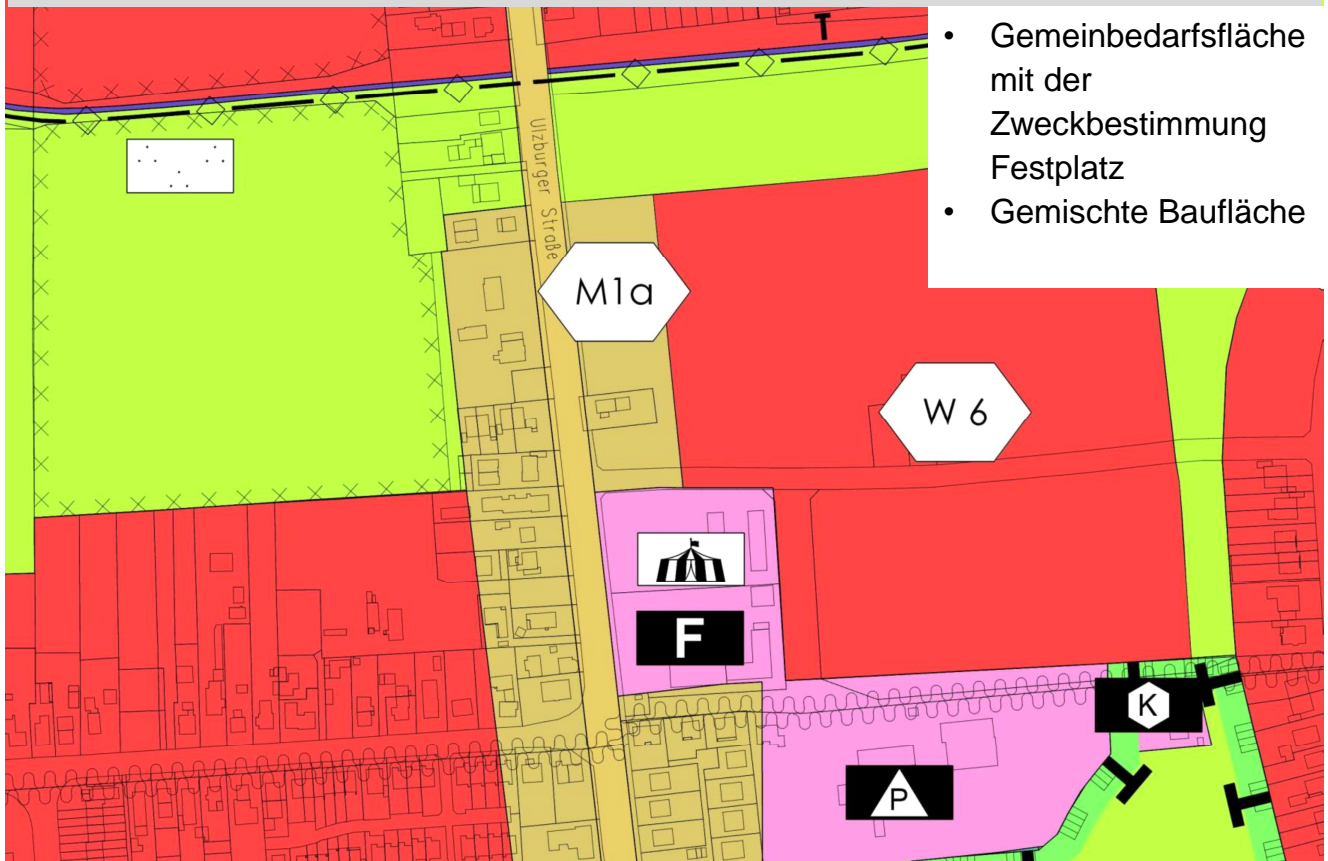 • Gemeinbedarfsfläche
mit der
Zweckbestimmung
Festplatz
• Gemischte Baufläche
Ulzburger Straße
M1a
W 6
F
K
P